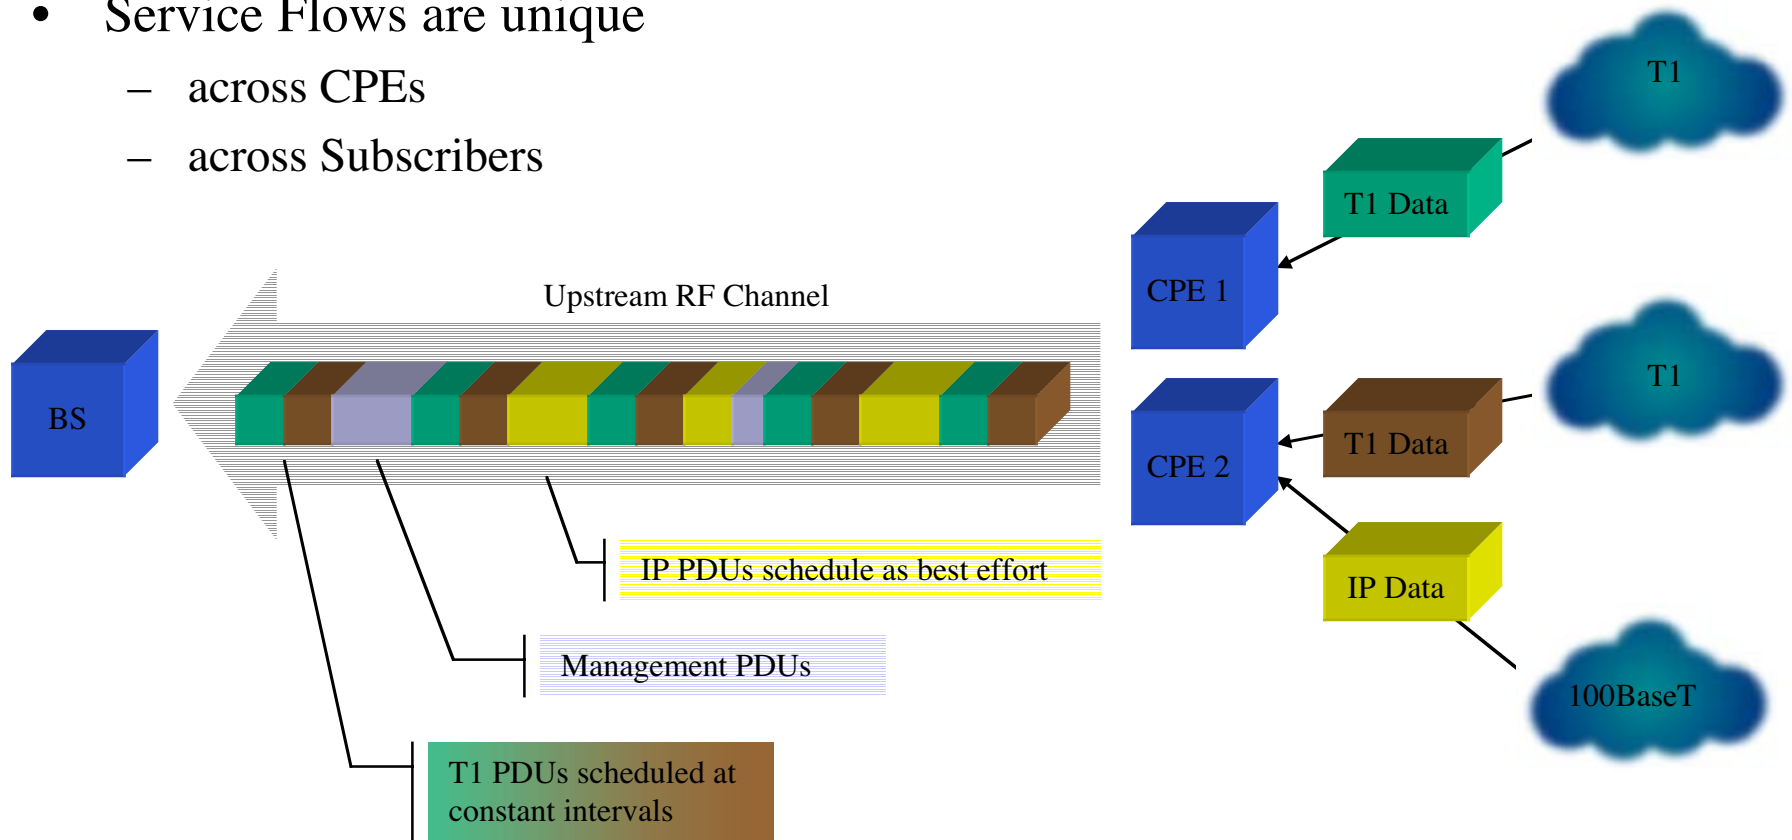 • Service Flows are unique
– across CPEs
– across Subscribers
T1
T1 Data
CPE 1
Upstream RF Channel
T1
BS
T1 Data
CPE 2
IP PDUs schedule as best effort
IP Data
Management PDUs
100BaseT
T1 PDUs scheduled at
constant intervals